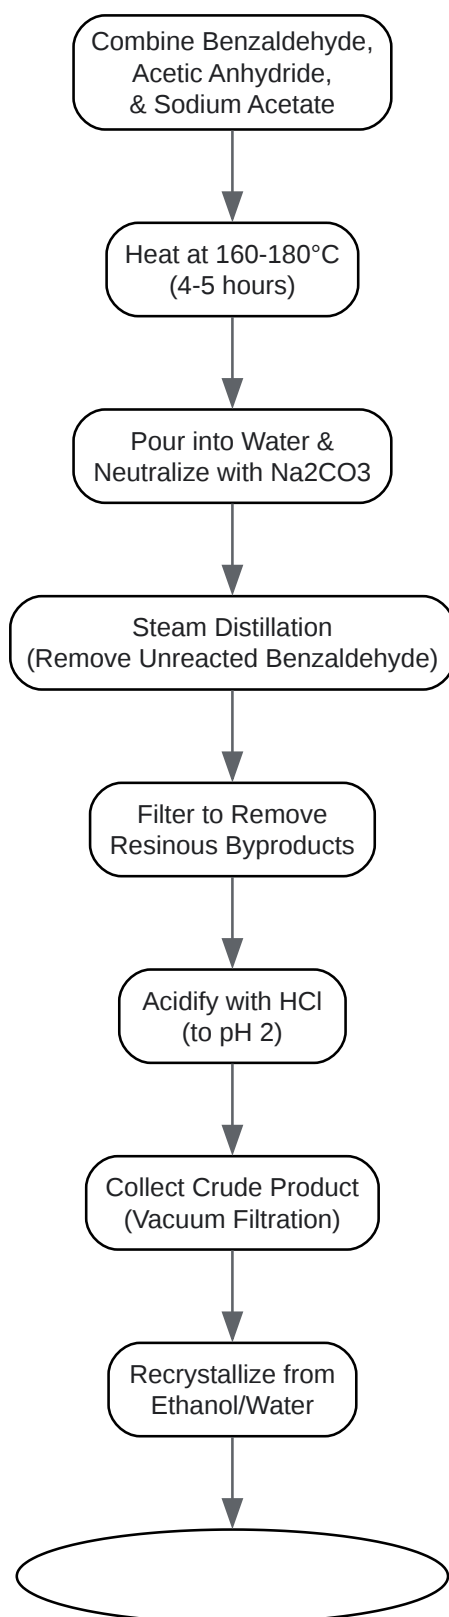 Combine Benzaldehyde,
Acetic Anhydride,
& Sodium Acetate
Heat at 160-180°C
(4-5 hours)
Pour into Water &
Neutralize with Na2CO3
Steam Distillation
(Remove Unreacted Benzaldehyde)
Filter to Remove
Resinous Byproducts
Acidify with HCl
(to pH 2)
Collect Crude Product
(Vacuum Filtration)
Recrystallize from
Ethanol/Water